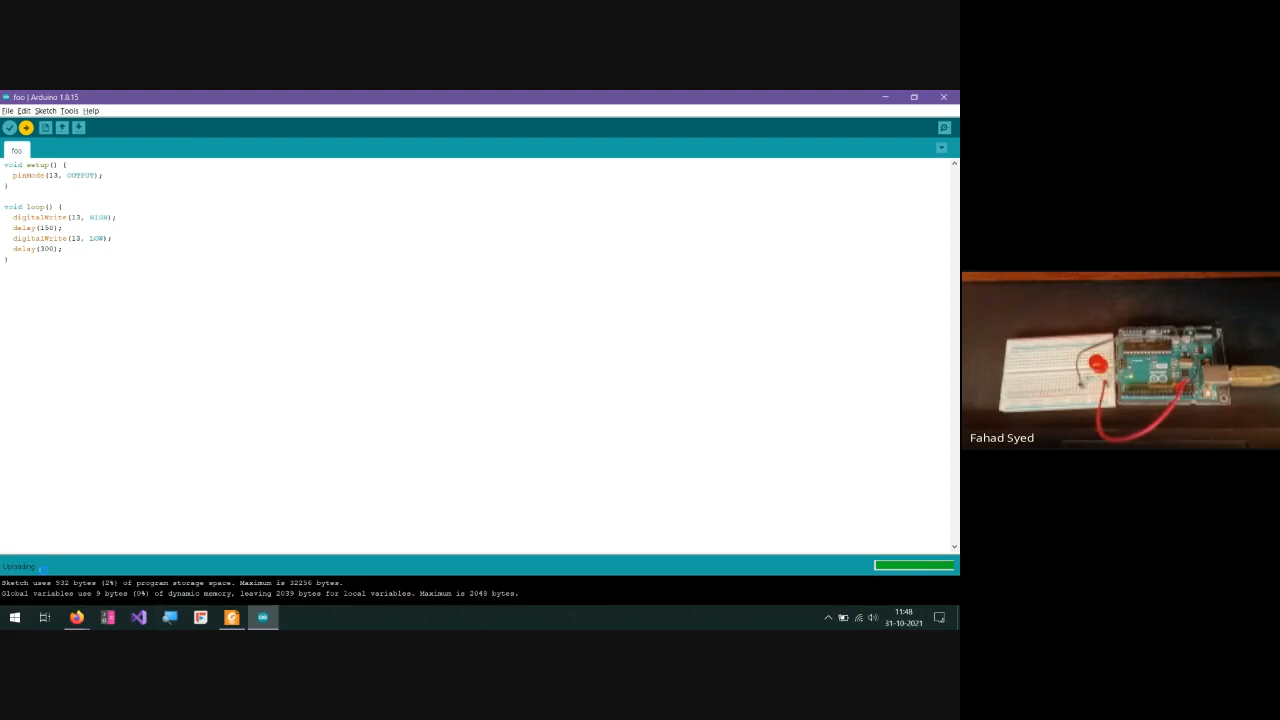 foo | Arduino 1.8.15
File Edit Sketch Tools Help
foo
void setup() {
  pinMode(13, OUTPUT);
}
void loop() {
  digitalWrite(13, HIGH);
  delay(150);
  digitalWrite(13, LOW);
  delay(300);
}
Uploading
Sketch uses 932 bytes (2%) of program storage space. Maximum is 32256 bytes.
Global variables use 9 bytes (0%) of dynamic memory, leaving 2039 bytes for local variables. Maximum is 2048 bytes.
11:48
31-10-2021
Fahad Syed